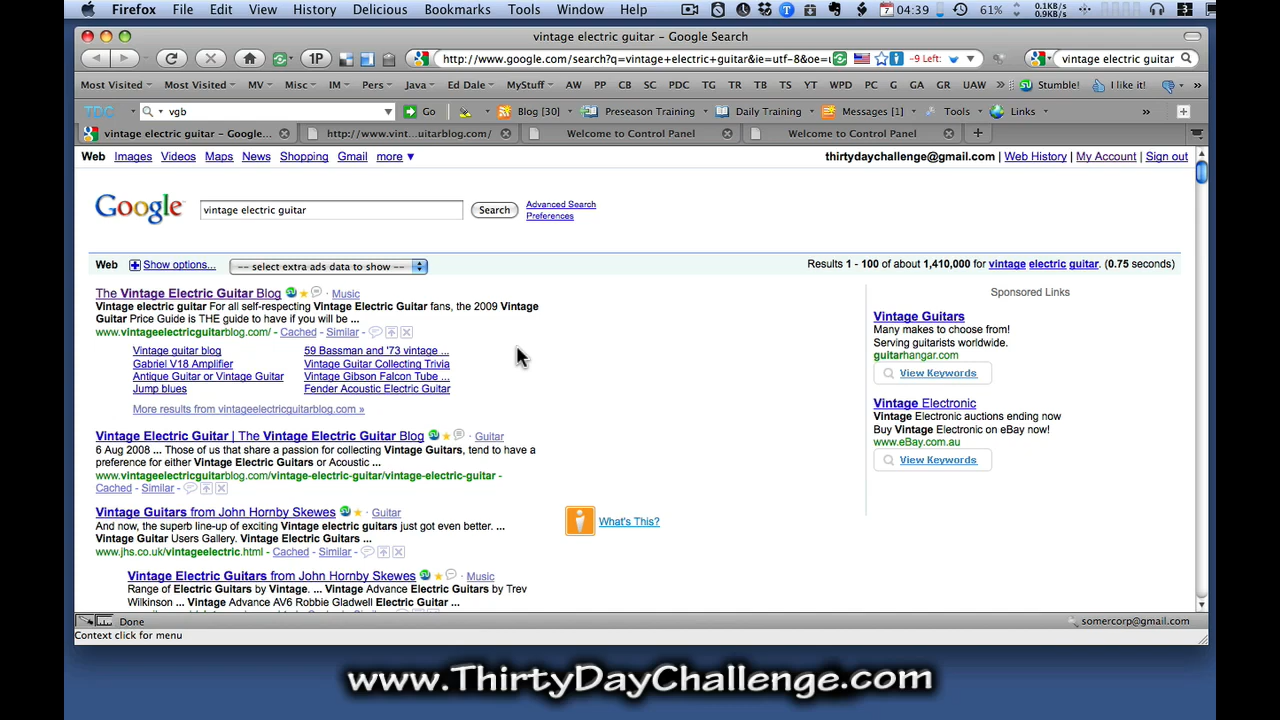 Firefox File Edit View History Delicious Bookmarks Tools Window Help 7 04:39 61% 0.1KB/s 0.9KB/s 3
vintage electric guitar – Google Search
1P http://www.google.com/search?q=vintage+electric+guitar&ie=utf-8&oe=u -9 Left: vintage electric guitar
Most Visited Most Visited MV Misc IM Pers Java Ed Dale MyStuff AW PP CB SC PDC TG TR TB TS YT WPD PC G GA GR UAW Stumble! I like it!
TDC vgb Go Blog [30] Preseason Training Daily Training Messages [1] Tools Links
vintage electric guitar - Google... http://www.vint...uitarblog.com/ Welcome to Control Panel Welcome to Control Panel
Web Images Videos Maps News Shopping Gmail more ▼ thirtydaychallenge@gmail.com | Web History | My Account | Sign out
Google vintage electric guitar Search Advanced Search
Preferences
Web Show options... -- select extra ads data to show -- Results 1 - 100 of about 1,410,000 for vintage electric guitar. (0.75 seconds)
The Vintage Electric Guitar Blog · Music
Vintage electric guitar For all self-respecting Vintage Electric Guitar fans, the 2009 Vintage
Guitar Price Guide is THE guide to have if you will be ...
www.vintageelectricguitarblog.com/ - Cached - Similar -
Vintage guitar blog 59 Bassman and '73 vintage ...
Gabriel V18 Amplifier Vintage Guitar Collecting Trivia
Antique Guitar or Vintage Guitar Vintage Gibson Falcon Tube ...
Jump blues Fender Acoustic Electric Guitar
More results from vintageelectricguitarblog.com »
Vintage Electric Guitar | The Vintage Electric Guitar Blog · Guitar
6 Aug 2008 ... Those of us that share a passion for collecting Vintage Guitars, tend to have a
preference for either Vintage Electric Guitars or Acoustic ...
www.vintageelectricguitarblog.com/vintage-electric-guitar/vintage-electric-guitar -
Cached - Similar -
Vintage Guitars from John Hornby Skewes · Guitar
And now, the superb line-up of exciting Vintage electric guitars just got even better. ...
Vintage Guitar Users Gallery. Vintage Electric Guitars ...
www.jhs.co.uk/vintageelectric.html - Cached - Similar -
What's This?
Vintage Electric Guitars from John Hornby Skewes · Music
Range of Electric Guitars by Vintage. ... Vintage Advance Electric Guitars by Trev
Wilkinson ... Vintage Advance AV6 Robbie Gladwell Electric Guitar ...
Sponsored Links
Vintage Guitars
Many makes to choose from!
Serving guitarists worldwide.
guitarhangar.com
View Keywords
Vintage Electronic
Vintage Electronic auctions ending now
Buy Vintage Electronic on eBay now!
www.eBay.com.au
View Keywords
Done somercorp@gmail.com
Context click for menu
www.ThirtyDayChallenge.com